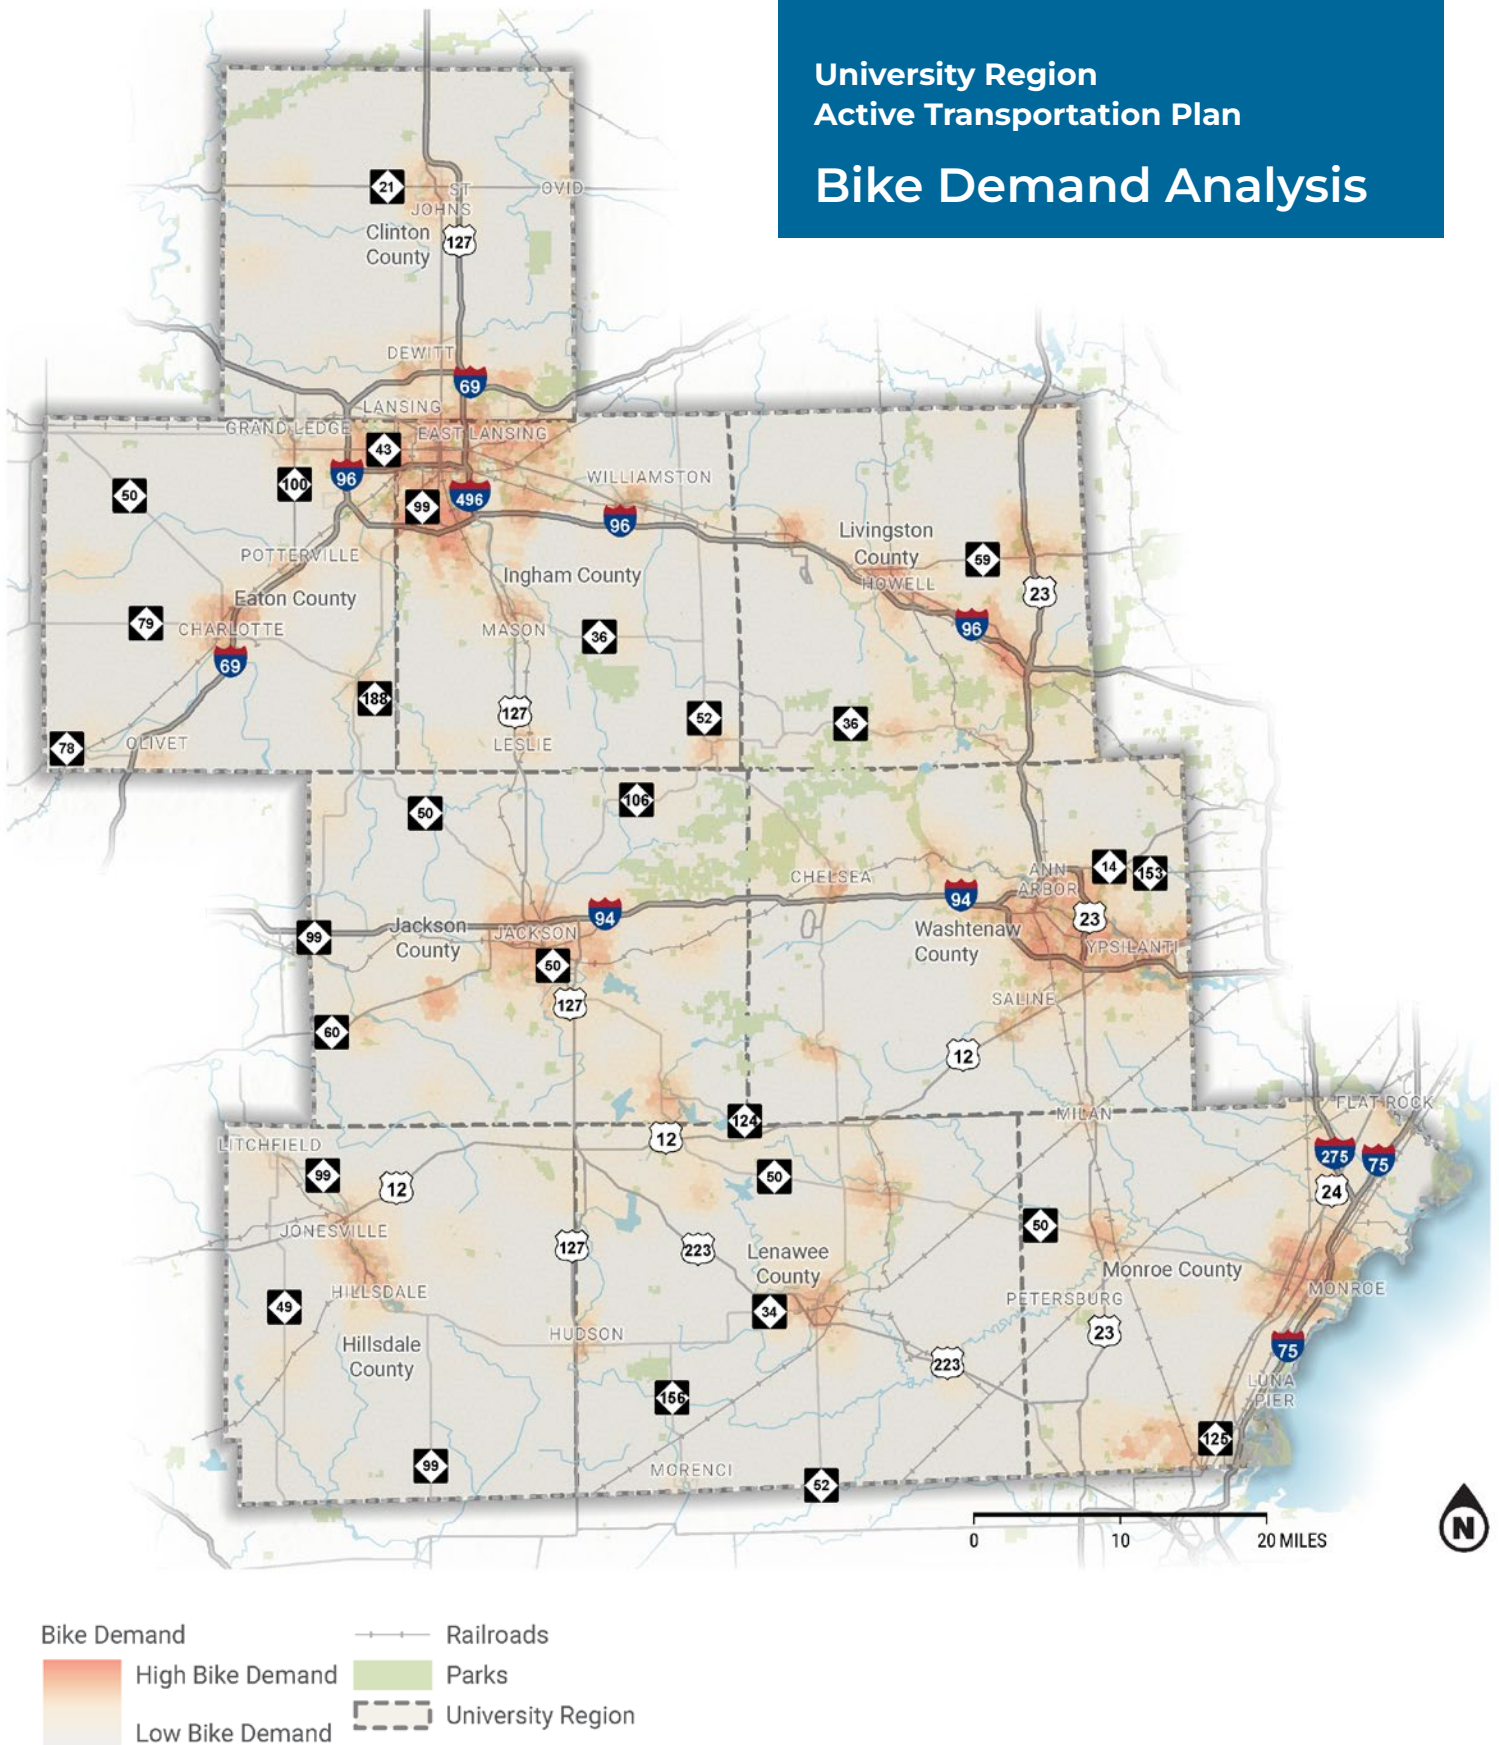 University Region
Active Transportation Plan
Bike Demand Analysis
21
ST
JOHNS
OVID
Clinton
County
127
DEWITT
69
LANSING
GRAND LEDGE
EAST LANSING
43
96
100
50
99
496
WILLIAMSTON
96
Livingston
County
59
HOWELL
23
96
POTTERVILLE
Eaton County
Ingham County
79
CHARLOTTE
69
MASON
36
188
127
52
36
78
OLIVET
LESLIE
50
106
CHELSEA
ANN
ARBOR
14
153
94
94
23
99
Jackson
County
JACKSON
50
127
Washtenaw
County
YPSILANTI
SALINE
60
12
MILAN
FLAT ROCK
124
12
LITCHFIELD
99
12
50
275
75
24
JONESVILLE
127
223
Lenawee
County
50
Monroe County
HILLSDALE
49
34
PETERSBURG
MONROE
23
HUDSON
Hillsdale
County
223
75
LUNA
PIER
156
125
99
MORENCI
52
0
10
20 MILES
N
Bike Demand
High Bike Demand
Low Bike Demand
Railroads
Parks
University Region